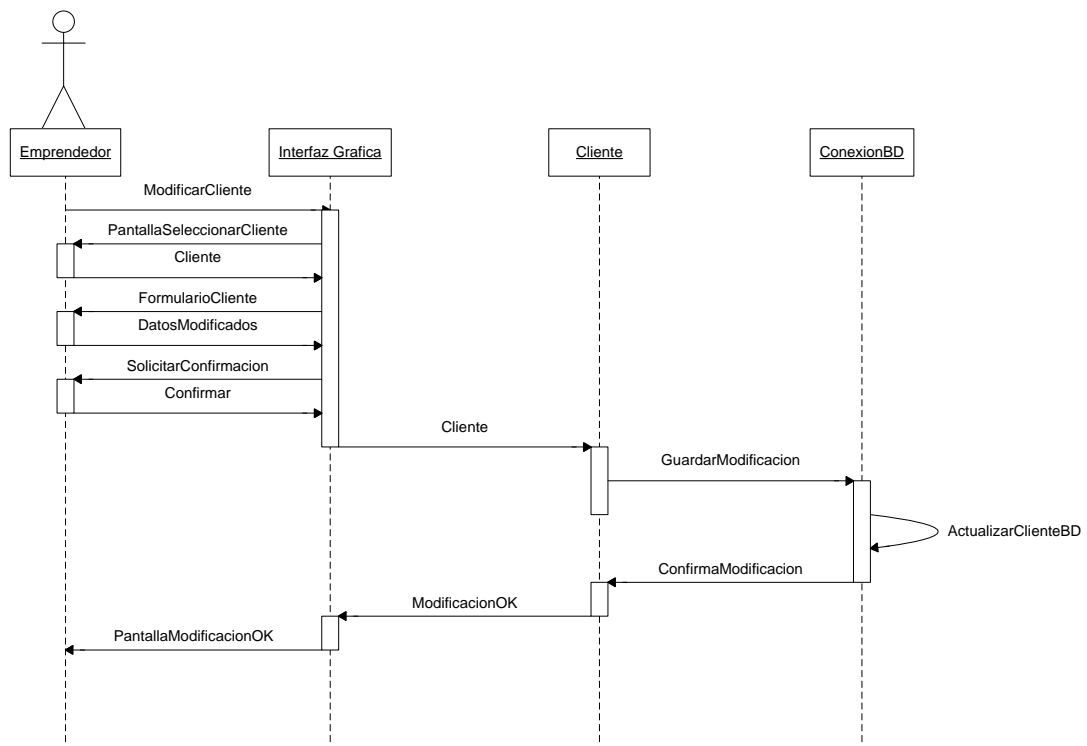 Emprendedor
Interfaz Grafica
Cliente
ConexionBD
ModificarCliente
PantallaSeleccionarCliente
Cliente
FormularioCliente
DatosModificados
SolicitarConfirmacion
Confirmar
Cliente
GuardarModificacion
ActualizarClienteBD
ConfirmaModificacion
ModificacionOK
PantallaModificacionOK